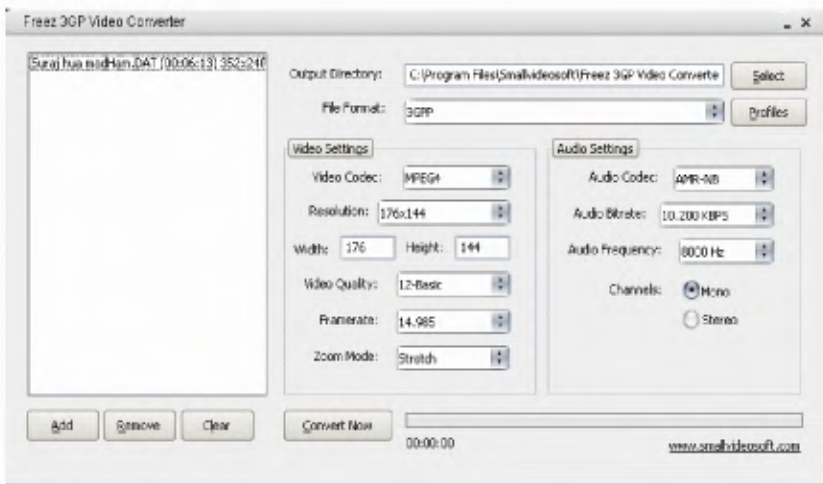 Freez 3GP Video Converter
Suraj hua madHam.DAT (00:06:13) 352x240
Output Directory: C:\Program Files\Smallvideosoft\Freez 3GP Video Converte Select
File Format: 3GPP Profiles
Video Settings
Video Codec: MPEG4
Resolution: 176x144
Width: 176 Height: 144
Video Quality: 12-Basic
Framerate: 14.985
Zoom Mode: Stretch
Audio Settings
Audio Codec: AMR-NB
Audio Bitrate: 10.200 KBPS
Audio Frequency: 8000 Hz
Channels: Mono
Stereo
Add Remove Clear Convert Now
00:00:00 www.smallvideosoft.com